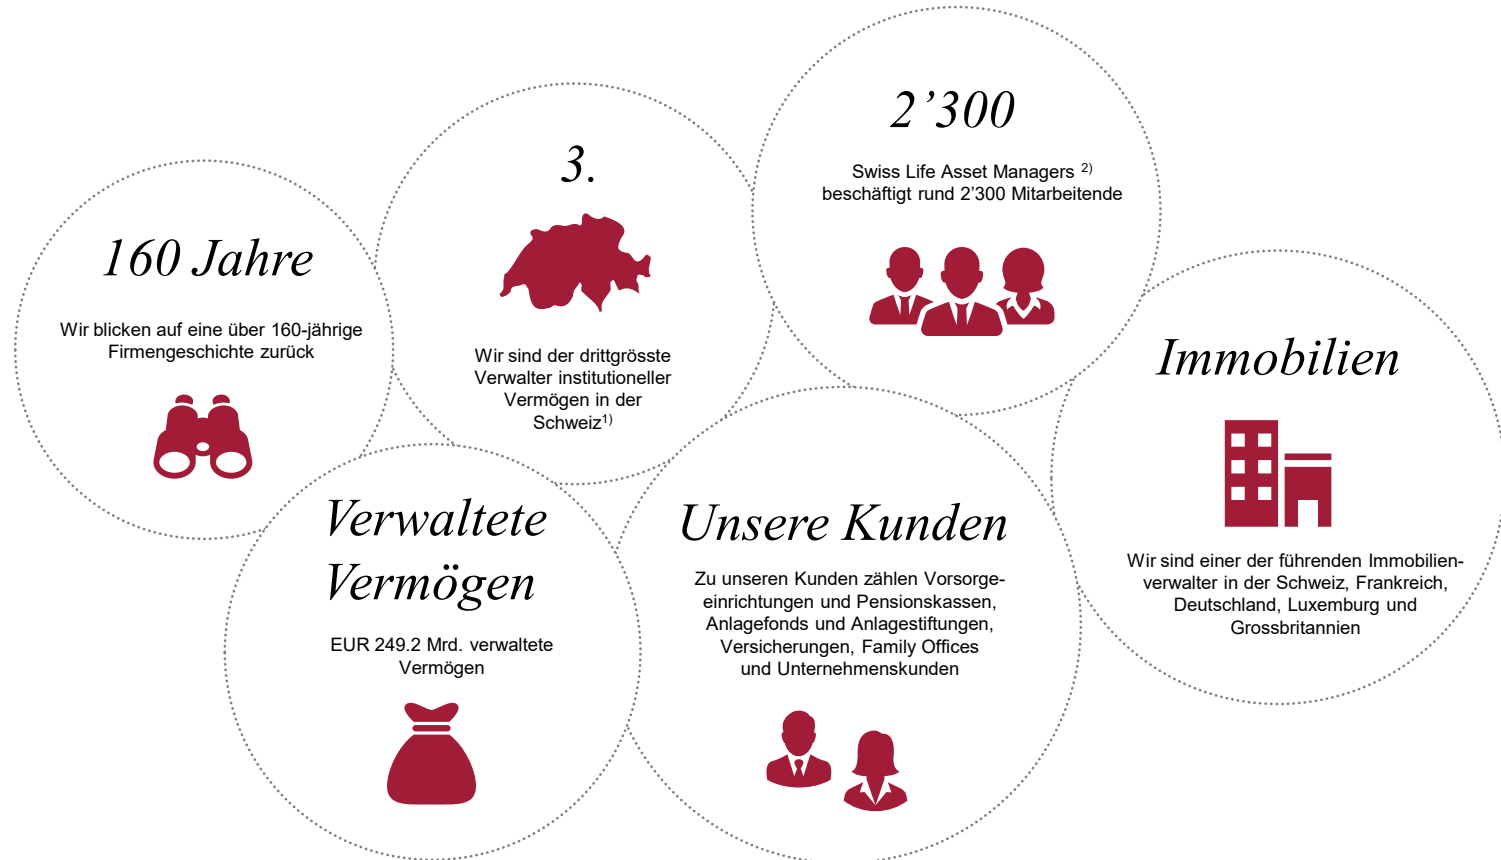 160 Jahre
Wir blicken auf eine über 160-jährige
Firmengeschichte zurück
3.
Wir sind der drittgrösste
Verwalter institutioneller
Vermögen in der
Schweiz1)
2’300
Swiss Life Asset Managers 2)
beschäftigt rund 2’300 Mitarbeitende
Immobilien
Wir sind einer der führenden Immobilien-
verwalter in der Schweiz, Frankreich,
Deutschland, Luxemburg und
Grossbritannien
Verwaltete
Vermögen
EUR 249.2 Mrd. verwaltete
Vermögen
Unsere Kunden
Zu unseren Kunden zählen Vorsorge-
einrichtungen und Pensionskassen,
Anlagefonds und Anlagestiftungen,
Versicherungen, Family Offices
und Unternehmenskunden